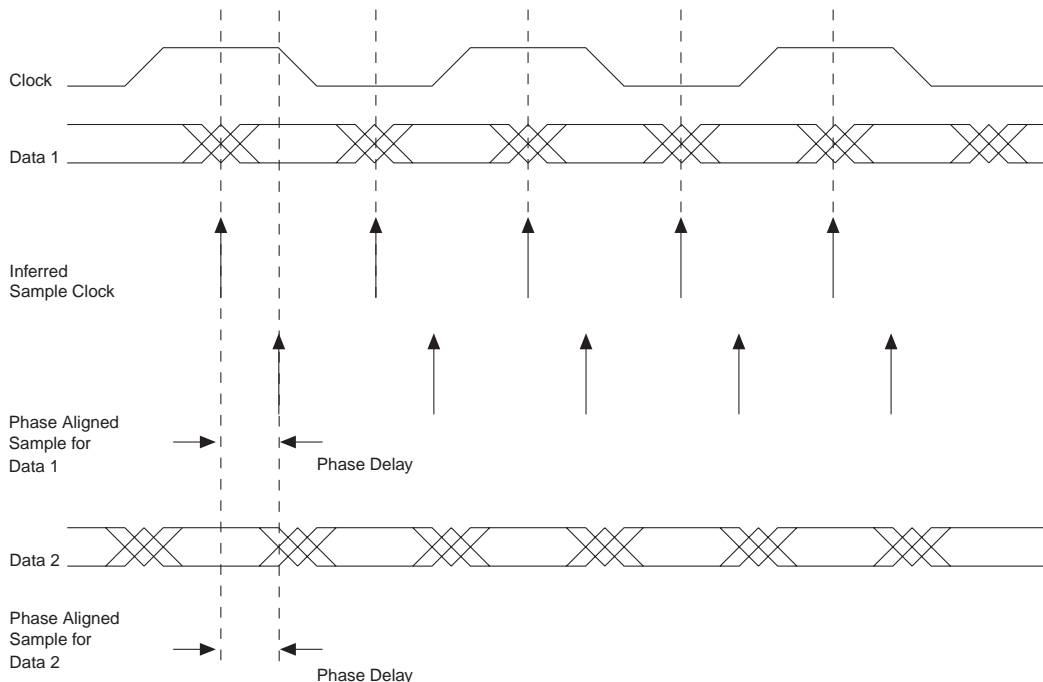 Clock
Data 1
Inferred
Sample Clock
Phase Aligned
Sample for
Data 1
Phase Delay
Data 2
Phase Aligned
Sample for
Data 2
Phase Delay